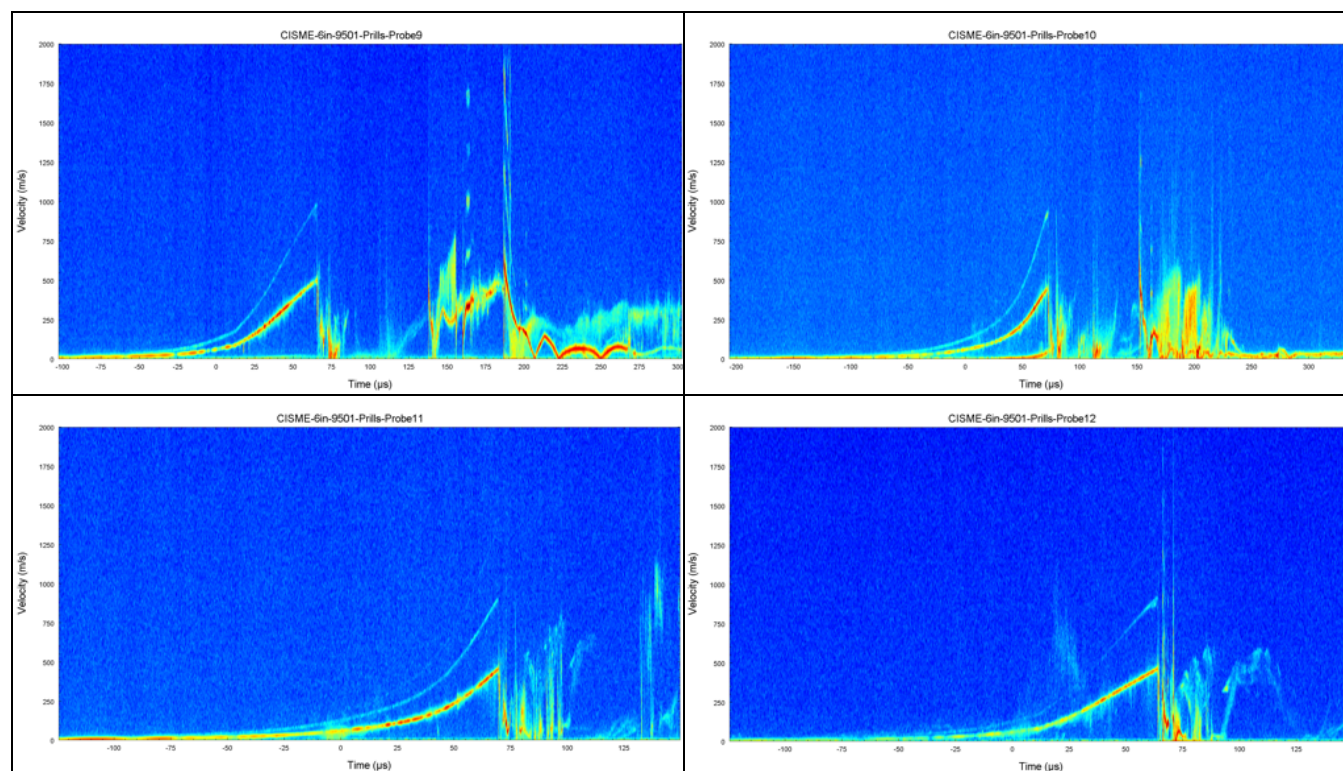 CISME-6in-9501-Prills-Probe9
2000
1750
1500
1250
1000
750
500
250
0
Velocity (m/s)
-100 -75 -50 -25 0 25 50 75 100 125 150 175 200 225 250 275 300
Time (µs)
CISME-6in-9501-Prills-Probe10
2000
1750
1500
1250
1000
750
500
250
0
Velocity (m/s)
-200 -150 -100 -50 0 50 100 150 200 250 300
Time (µs)
CISME-6in-9501-Prills-Probe11
2000
1750
1500
1250
1000
750
500
250
0
Velocity (m/s)
-100 -75 -50 -25 0 25 50 75 100 125
Time (µs)
CISME-6in-9501-Prills-Probe12
2000
1750
1500
1250
1000
750
500
250
0
Velocity (m/s)
-100 -75 -50 -25 0 25 50 75 100 125
Time (µs)